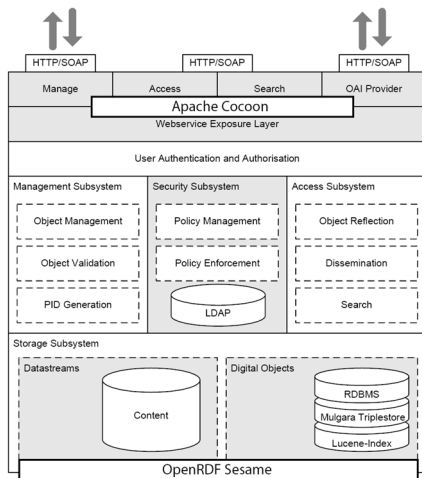 HTTP/SOAP HTTP/SOAP HTTP/SOAP
Manage Access Search OAI Provider
Apache Cocoon
Webservice Exposure Layer
User Authentication and Authorisation
Management Subsystem Security Subsystem Access Subsystem
Object Management Policy Management Object Reflection
Object Validation Policy Enforcement Dissemination
PID Generation LDAP Search
Storage Subsystem
Datastreams Digital Objects
RDBMS
Content Mulgara Triplestore
Lucene-Index
OpenRDF Sesame